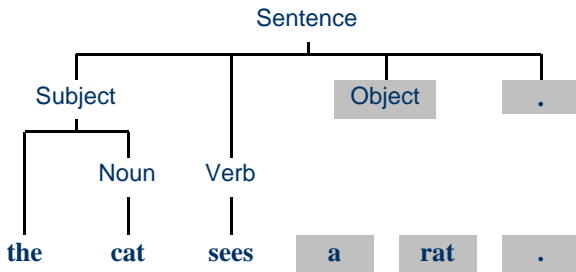 Sentence
Subject Object .
Noun Verb
the cat sees a rat .